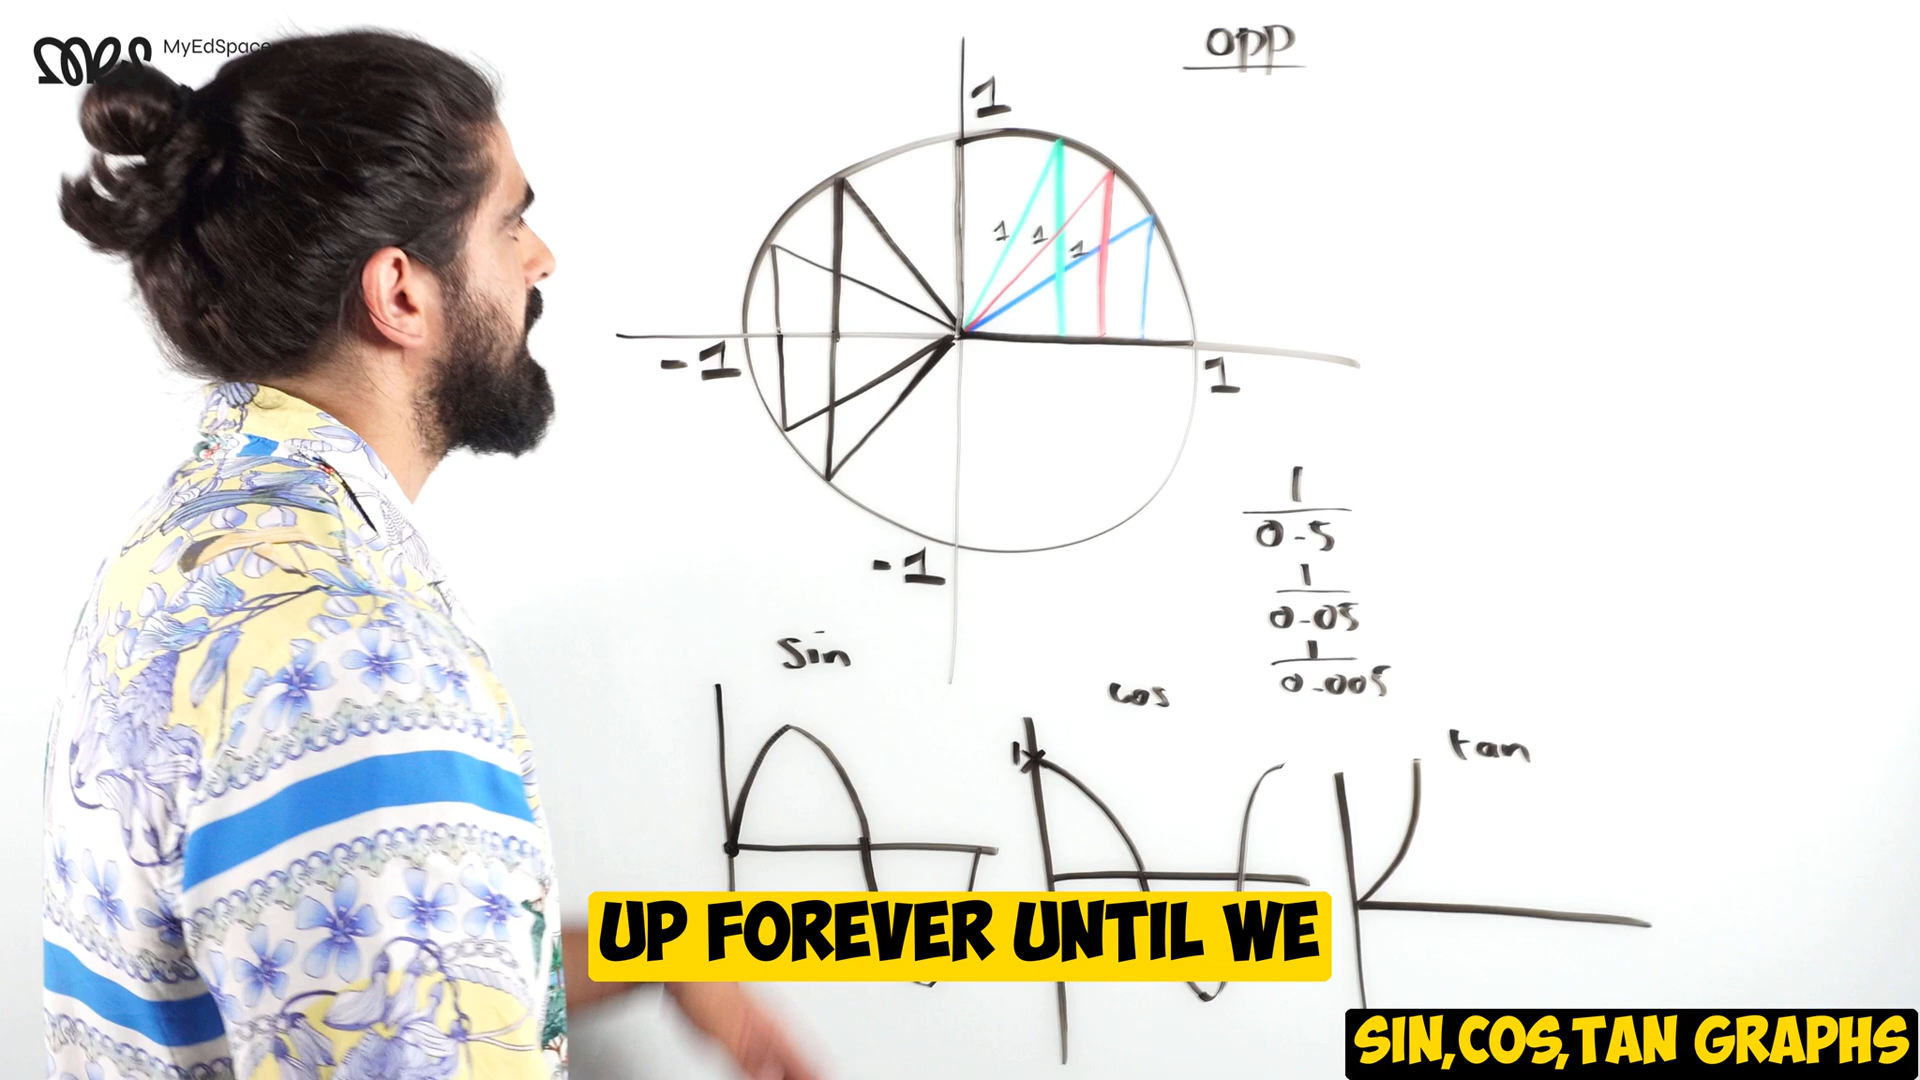 MyEdSpace
opp
1
1
1
1
-1
1
-1
1
0.5
1
0.05
1
0.005
sin
cos
tan
1
UP FOREVER UNTIL WE
SIN,COS,TAN GRAPHS